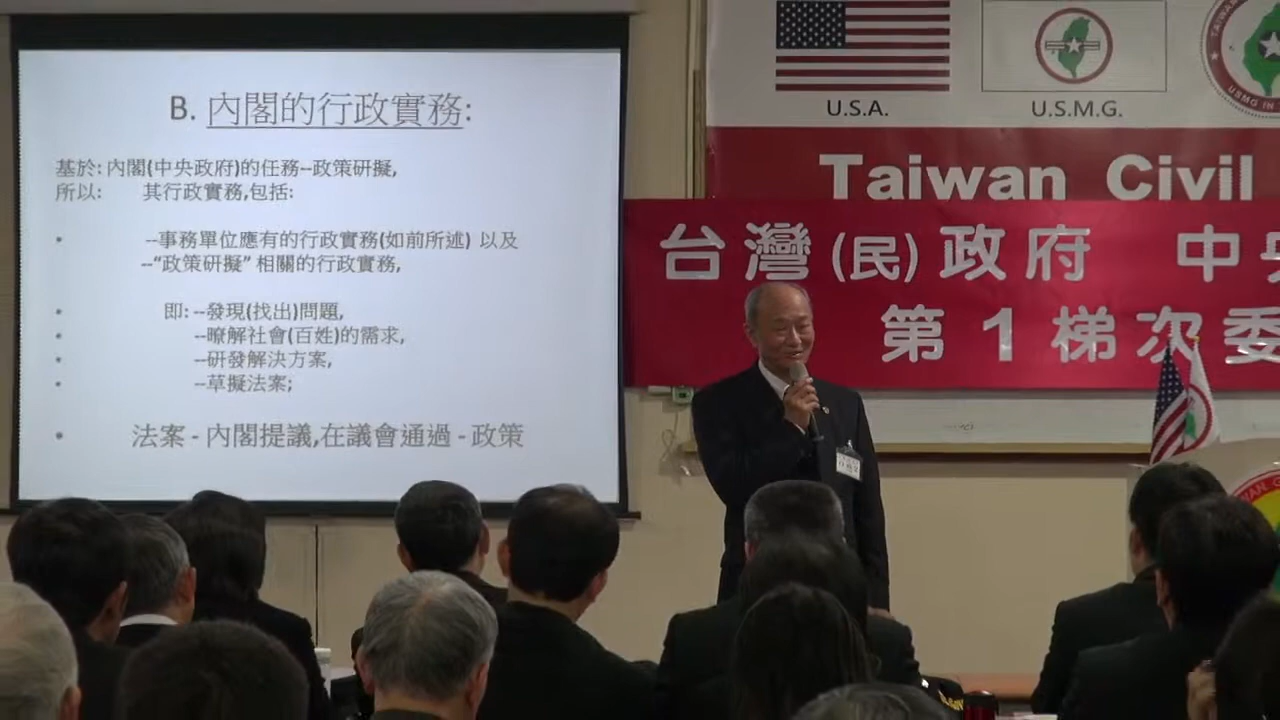 B. 內閣的行政實務:
基於: 內閣(中央政府)的任務--政策研擬,
所以: 其行政實務,包括:
• --事務單位應有的行政實務(如前所述) 以及
--“政策研擬” 相關的行政實務,
• 即: --發現(找出)問題,
• --瞭解社會(百姓)的需求,
• --研發解決方案,
• --草擬法案;
• 法案 - 內閣提議,在議會通過 - 政策
U.S.A.
U.S.M.G.
USMG IN
Taiwan Civil
台灣(民)政府 中央
第1梯次委